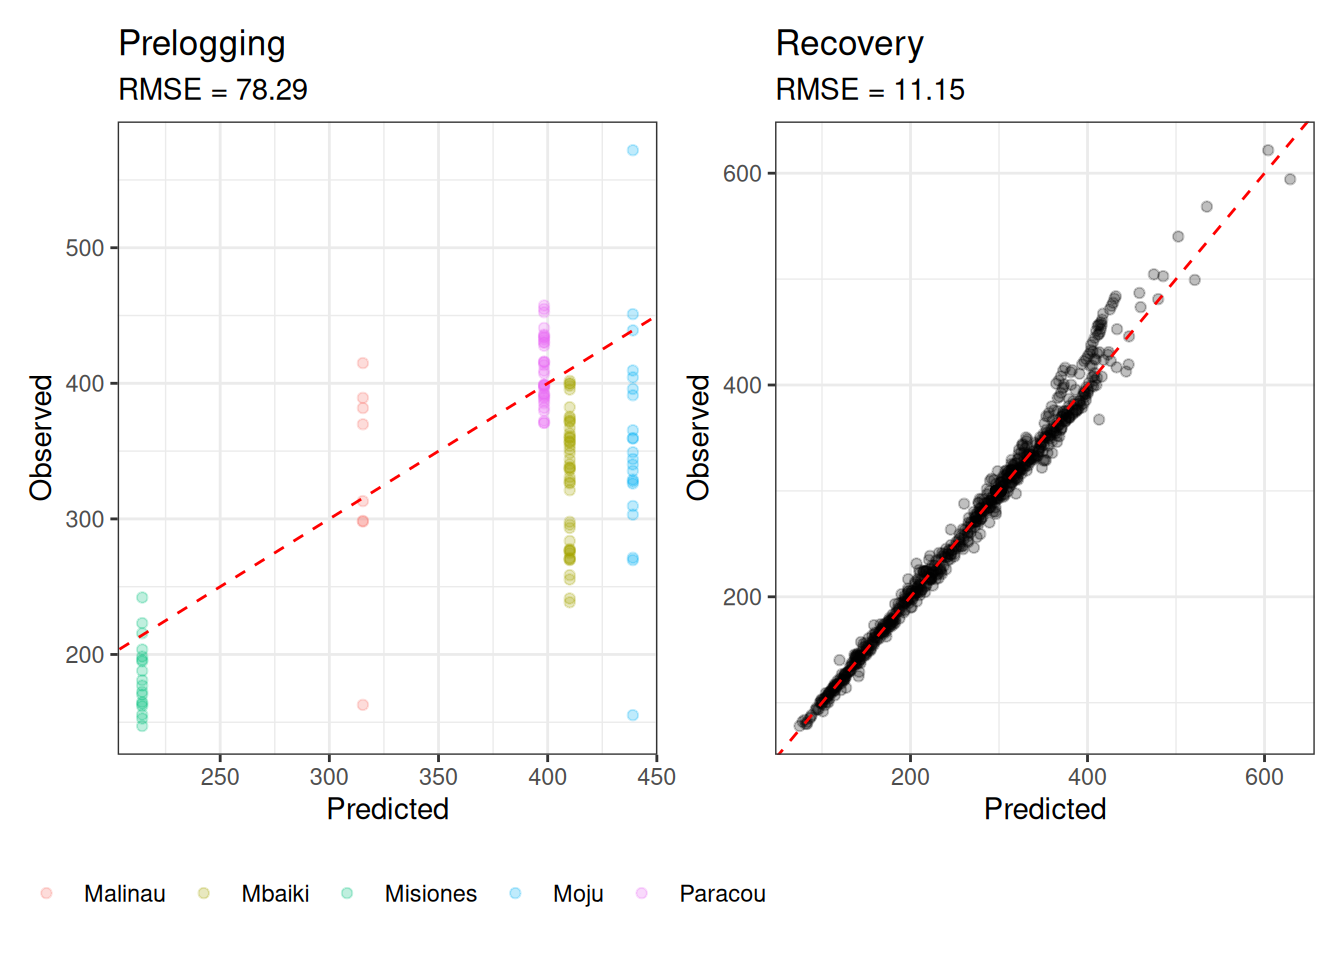 Prelogging
RMSE = 78.29
Observed
500
400
300
200
250 300 350 400 450
Predicted
Recovery
RMSE = 11.15
Observed
600
400
200
200 400 600
Predicted
Malinau Mbaiki Misiones Moju Paracou